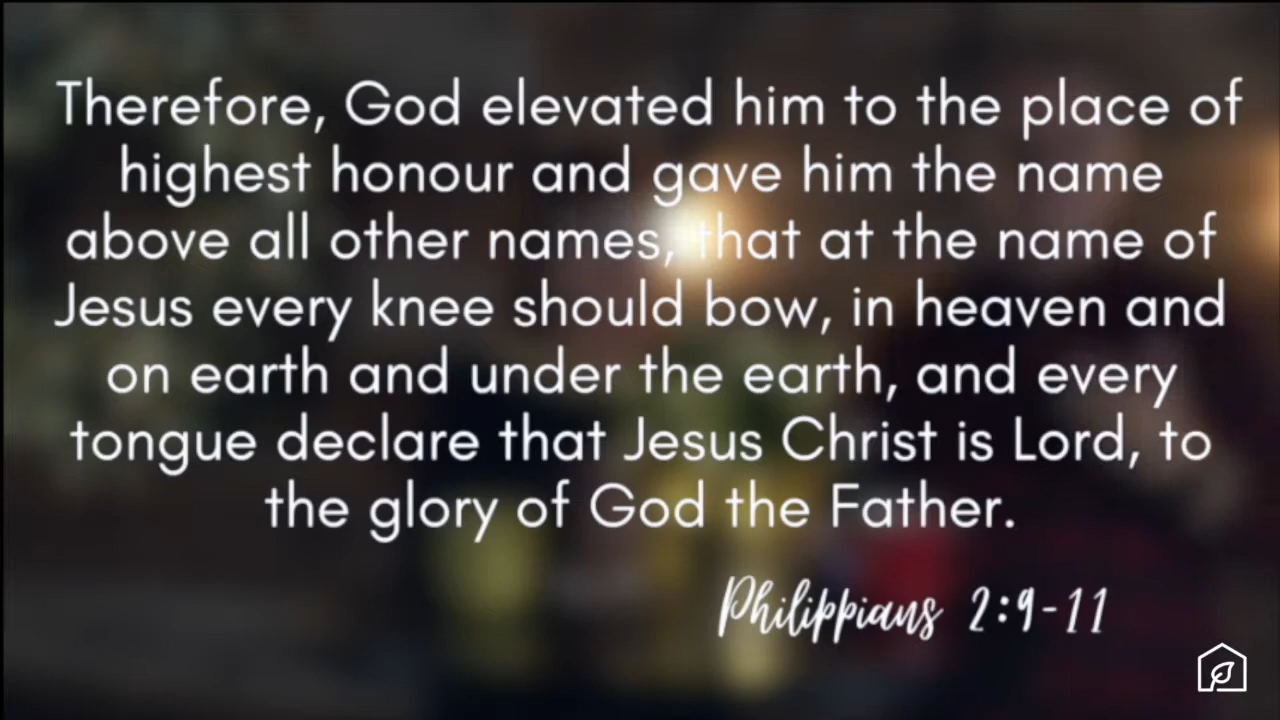 Therefore, God elevated him to the place of
highest honour and gave him the name
above all other names, that at the name of
Jesus every knee should bow, in heaven and
on earth and under the earth, and every
tongue declare that Jesus Christ is Lord, to
the glory of God the Father.
Philippians 2:9-11